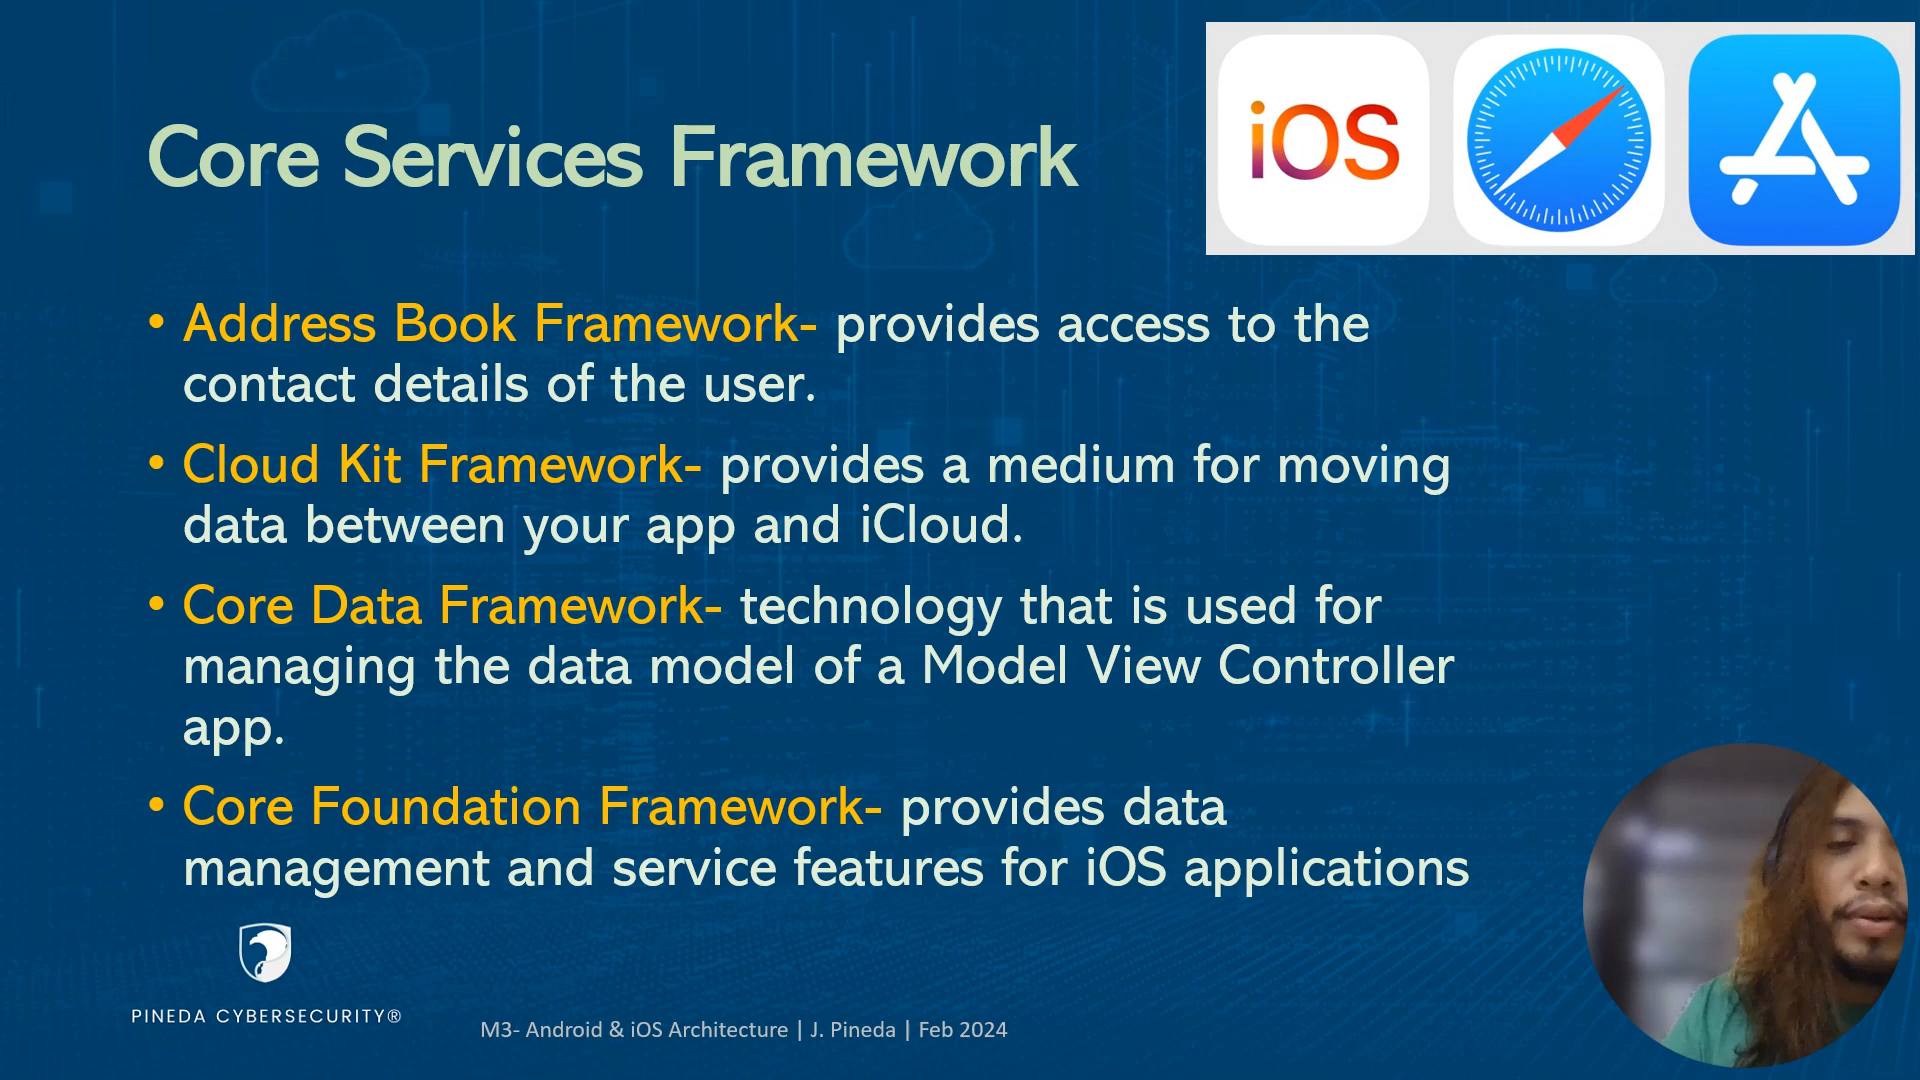 iOS
Core Services Framework
• Address Book Framework- provides access to the
contact details of the user.
• Cloud Kit Framework- provides a medium for moving
data between your app and iCloud.
• Core Data Framework- technology that is used for
managing the data model of a Model View Controller
app.
• Core Foundation Framework- provides data
management and service features for iOS applications
PINEDA CYBERSECURITY®
M3- Android & iOS Architecture | J. Pineda | Feb 2024